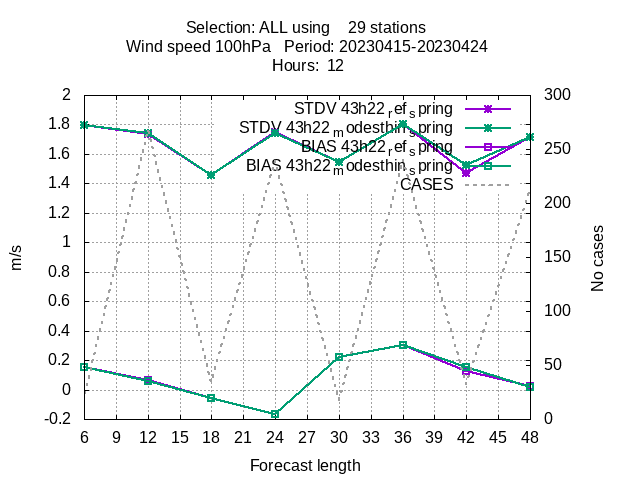 Selection: ALL using 29 stations
Wind speed 100hPa Period: 20230415-20230424
Hours: 12
STDV 43h22_ref_spring
STDV 43h22_modesthin_spring
BIAS 43h22_ref_spring
BIAS 43h22_modesthin_spring
CASES
2
1.8
1.6
1.4
1.2
1
0.8
0.6
0.4
0.2
0
-0.2
m/s
300
250
200
150
100
50
0
No cases
6 9 12 15 18 21 24 27 30 33 36 39 42 45 48
Forecast length